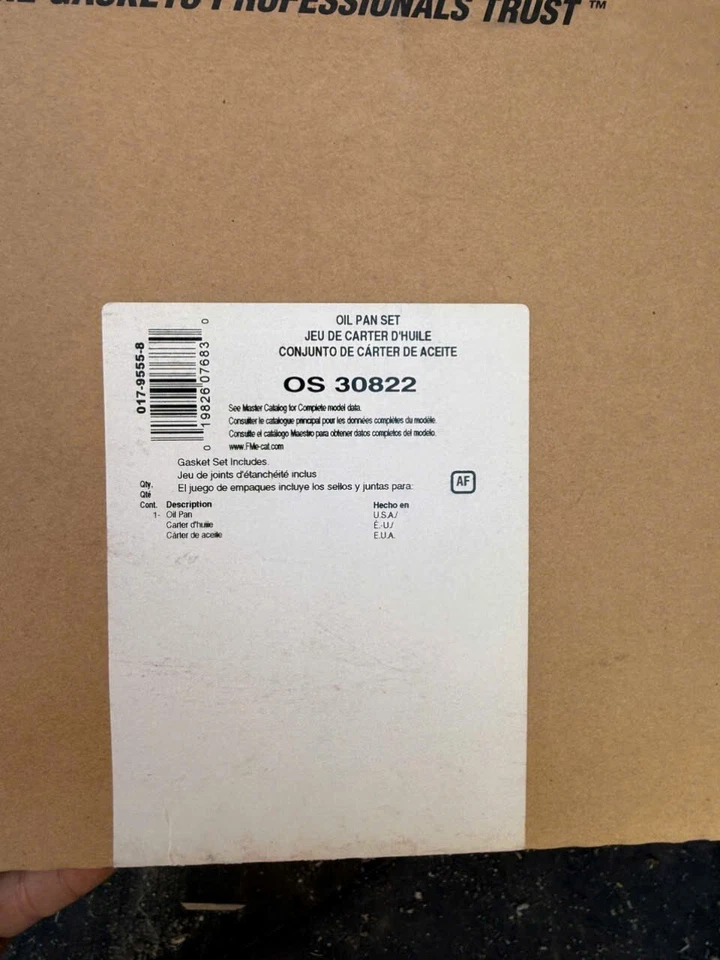 GASKETS PROFESSIONALS TRUST™
OIL PAN SET
JEU DE CARTER D'HUILE
CONJUNTO DE CÁRTER DE ACEITE
OS 30822
017-9555-8
0 19826 07683 0
See Master Catalog for Complete model data.
Consulter le catalogue principal pour les données complètes du modèle.
Consulte el catálogo Maestro para obtener datos completos del modelo.
www.FMe-cat.com
Gasket Set Includes.
Jeu de joints d'étanchéité inclus
El juego de empaques incluye los sellos y juntas para:
AF
Qty.
Qté
Cont. Description Hecho en
1- Oil Pan U.S.A./
Carter d'huile É.-U./
Cárter de aceite E.U.A.